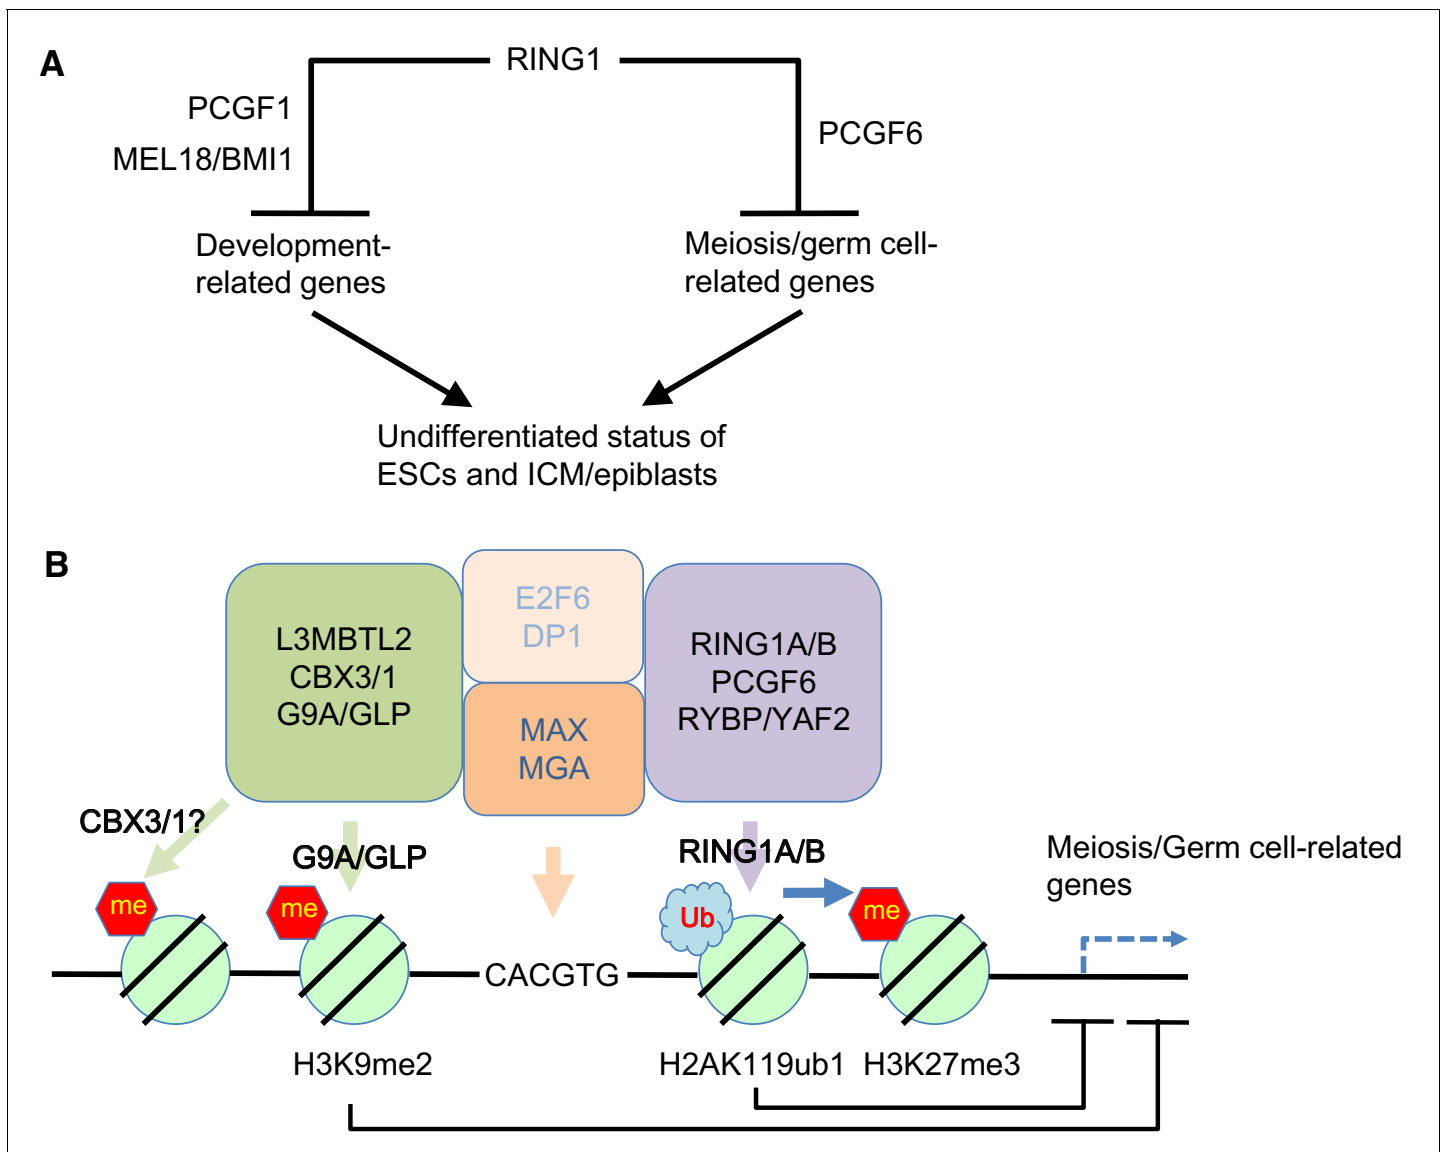 A
RING1
PCGF1
MEL18/BMI1
PCGF6
Development-
related genes
Meiosis/germ cell-
related genes
Undifferentiated status of
ESCs and ICM/epiblasts
B
L3MBTL2
CBX3/1
G9A/GLP
E2F6
DP1
MAX
MGA
RING1A/B
PCGF6
RYBP/YAF2
CBX3/1?
G9A/GLP
RING1A/B
Meiosis/Germ cell-related
genes
me
me
Ub
me
CACGTG
H3K9me2
H2AK119ub1
H3K27me3